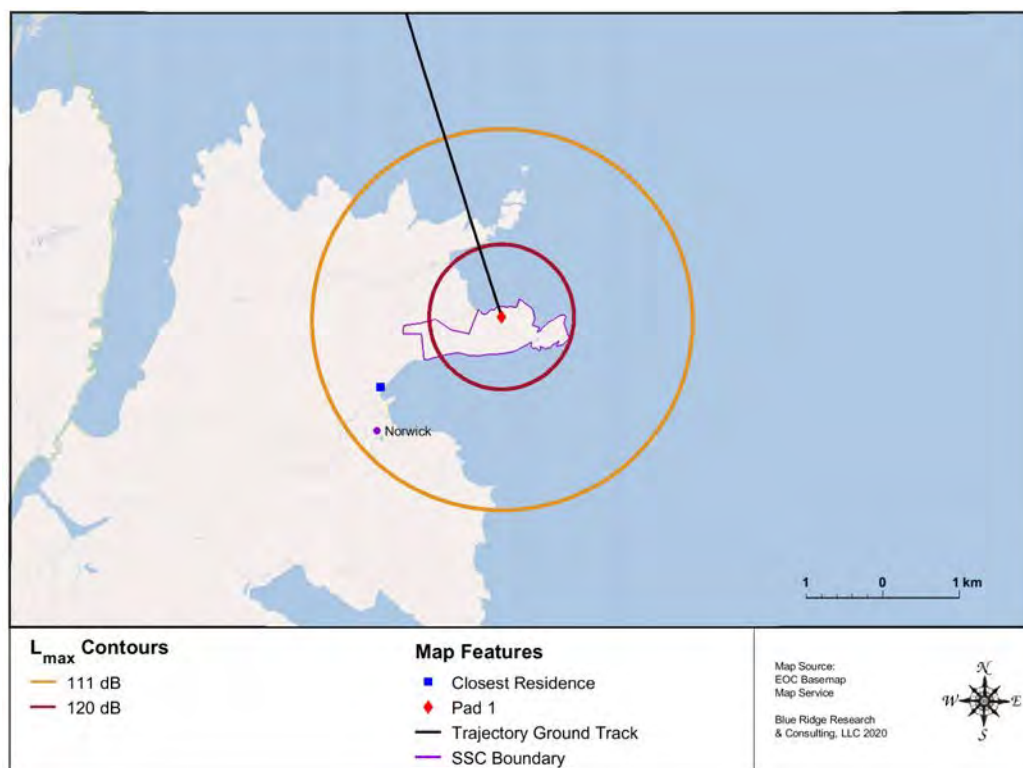 Norwick
1 0 1 km
L_max Contours
111 dB
120 dB
Map Features
Closest Residence
Pad 1
Trajectory Ground Track
SSC Boundary
Map Source:
EOC Basemap
Map Service
Blue Ridge Research
& Consulting, LLC 2020
N
W E
S